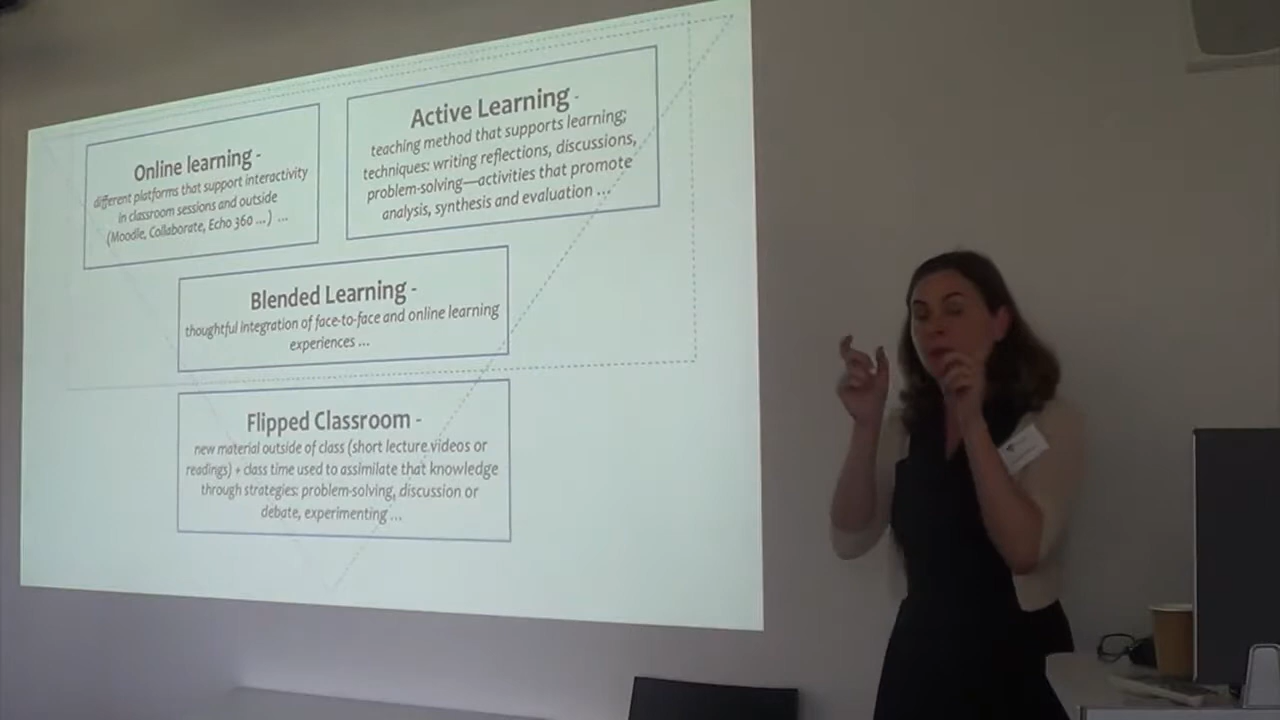 Online learning -
different platforms that support interactivity
in classroom sessions and outside
(Moodle, Collaborate, Echo 360 ...) ...
Active Learning -
teaching method that supports learning;
techniques: writing reflections, discussions,
problem-solving—activities that promote
analysis, synthesis and evaluation ...
Blended Learning -
thoughtful integration of face-to-face and online learning
experiences ...
Flipped Classroom -
new material outside of class (short lecture videos or
readings) + class time used to assimilate that knowledge
through strategies: problem-solving, discussion or
debate, experimenting ...